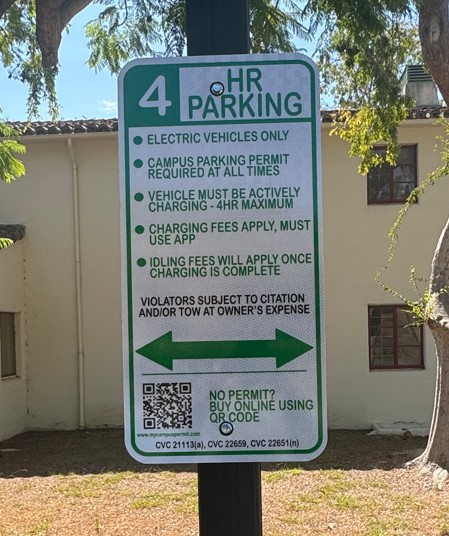 4 HR
PARKING
• ELECTRIC VEHICLES ONLY
• CAMPUS PARKING PERMIT
REQUIRED AT ALL TIMES
• VEHICLE MUST BE ACTIVELY
CHARGING - 4HR MAXIMUM
• CHARGING FEES APPLY, MUST
USE APP
• IDLING FEES WILL APPLY ONCE
CHARGING IS COMPLETE
VIOLATORS SUBJECT TO CITATION
AND/OR TOW AT OWNER'S EXPENSE
NO PERMIT?
BUY ONLINE USING
QR CODE
www.mycampuspermit.com
CVC 21113(a), CVC 22659, CVC 22651(n)